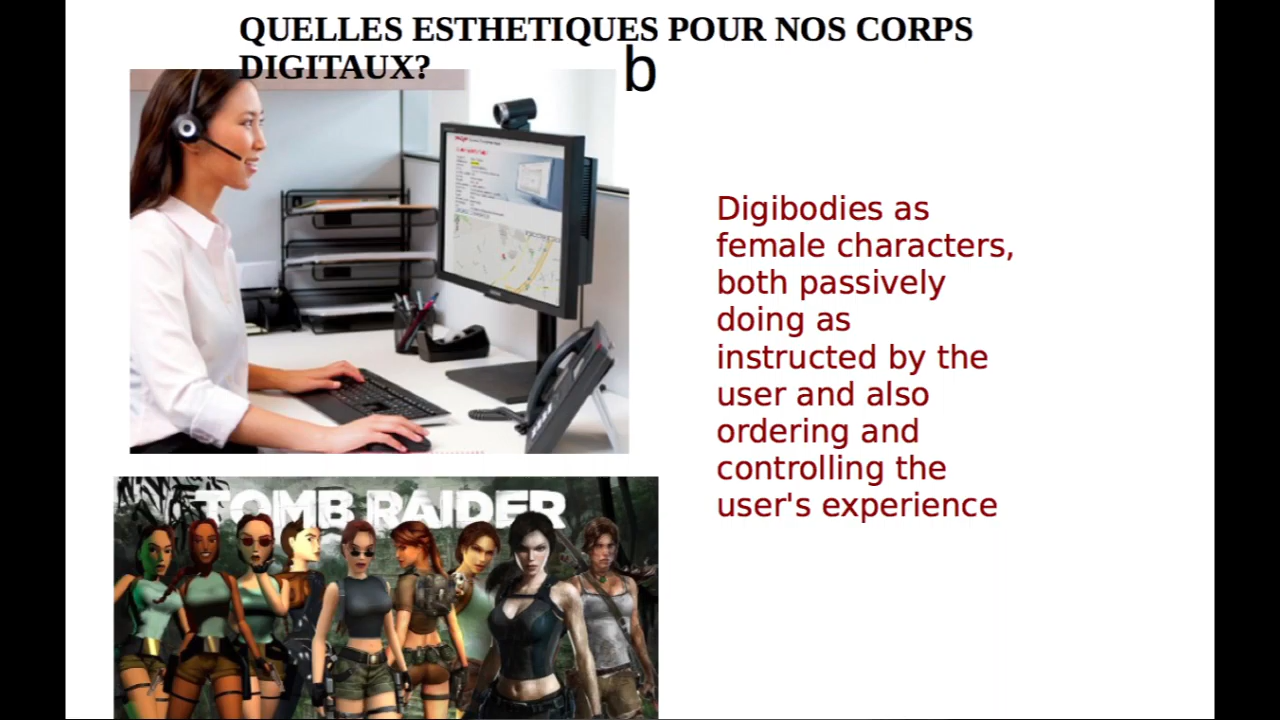 QUELLES ESTHETIQUES POUR NOS CORPS
DIGITAUX?
b
Digibodies as
female characters,
both passively
doing as
instructed by the
user and also
ordering and
controlling the
user's experience
TOMB RAIDER